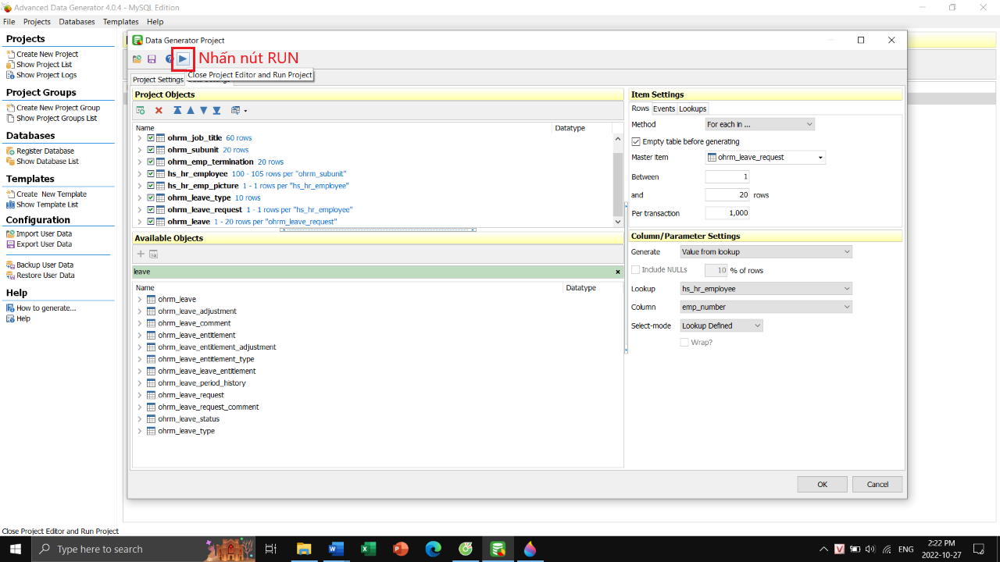 Advanced Data Generator 4.0.4 - MySQL Edition
File Projects Databases Templates Help
Projects
Create New Project
Show Project List
Show Project Logs
Project Groups
Create New Project Group
Show Project Groups List
Databases
Register Database
Show Database List
Templates
Create New Template
Show Template List
Configuration
Import User Data
Export User Data
Backup User Data
Restore User Data
Help
How to generate...
Help
Data Generator Project
Nhấn nút RUN
Close Project Editor and Run Project
Project Settings
Project Objects
Name Datatype
ohrm_job_title 60 rows
ohrm_subunit 20 rows
ohrm_emp_termination 20 rows
hs_hr_employee 100 - 105 rows per "ohrm_subunit"
hs_hr_emp_picture 1 - 1 rows per "hs_hr_employee"
ohrm_leave_type 10 rows
ohrm_leave_request 1 - 1 rows per "hs_hr_employee"
ohrm_leave 1 - 20 rows per "ohrm_leave_request"
Available Objects
leave
Name Datatype
ohrm_leave
ohrm_leave_adjustment
ohrm_leave_comment
ohrm_leave_entitlement
ohrm_leave_entitlement_adjustment
ohrm_leave_entitlement_type
ohrm_leave_leave_entitlement
ohrm_leave_period_history
ohrm_leave_request
ohrm_leave_request_comment
ohrm_leave_status
ohrm_leave_type
Item Settings
Rows Events Lookups
Method For each in ...
Empty table before generating
Master item ohrm_leave_request
Between 1
and 20 rows
Per transaction 1,000
Column/Parameter Settings
Generate Value from lookup
Include NULLs 10 % of rows
Lookup hs_hr_employee
Column emp_number
Select-mode Lookup Defined
Wrap?
OK Cancel
Close Project Editor and Run Project
Type here to search
ENG
2:22 PM
2022-10-27